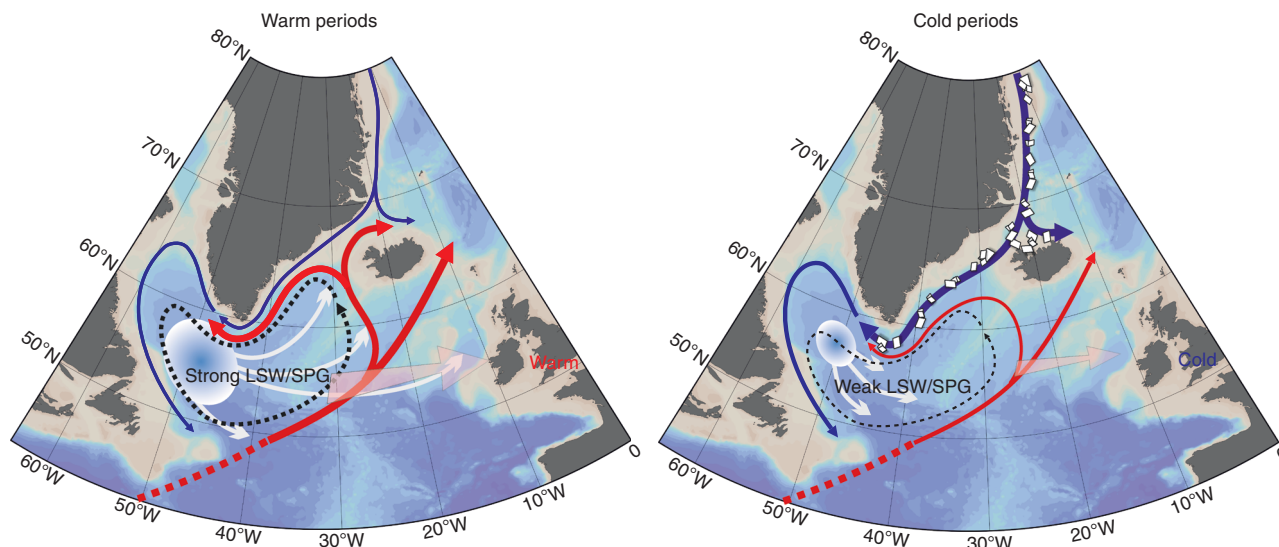 Warm periods
80°N
70°N
60°N
50°N
Strong LSW/SPG
Warm
60°W
50°W
40°W
30°W
20°W
10°W
0
Cold periods
80°N
70°N
60°N
50°N
Weak LSW/SPG
Cold
60°W
50°W
40°W
30°W
20°W
10°W